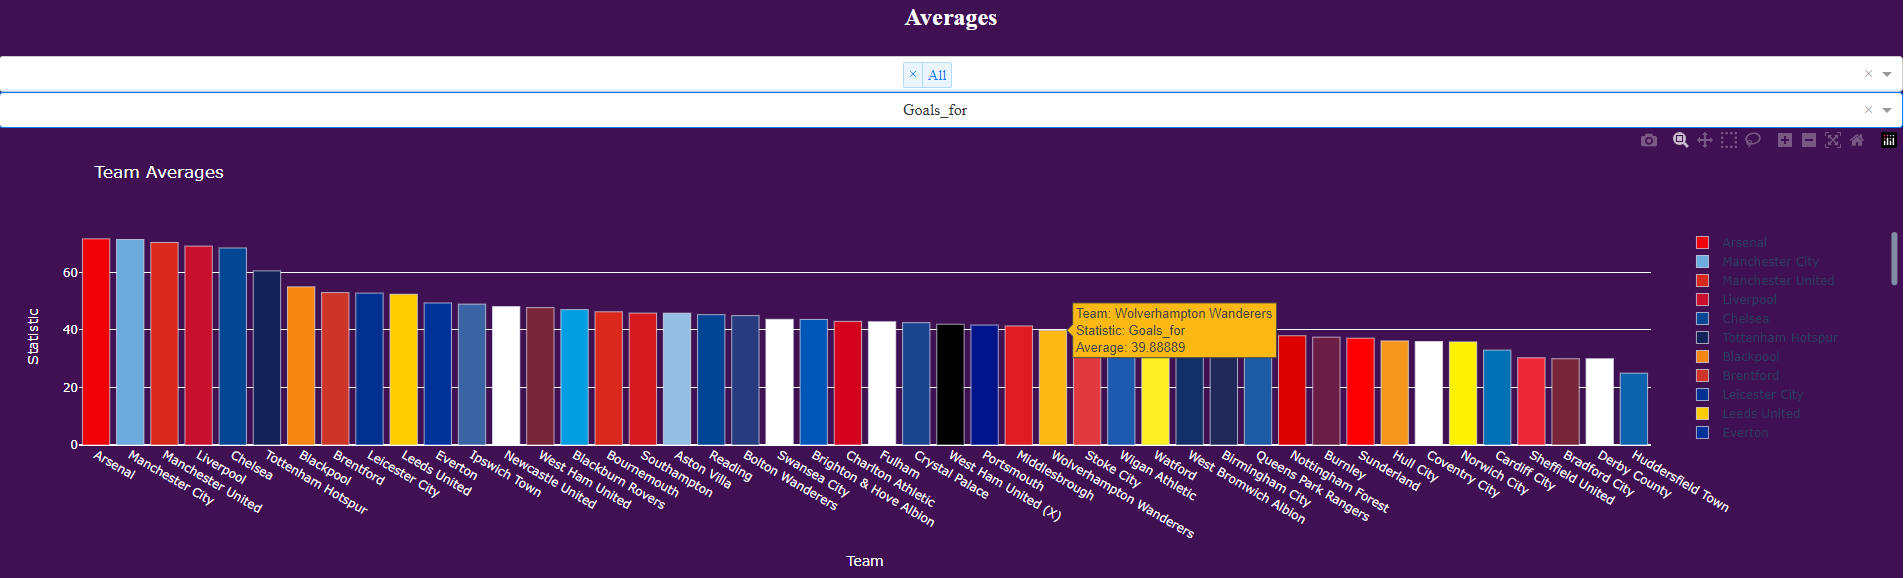 Averages
× All
Goals_for
Team Averages
Statistic
60
40
20
0
Team: Wolverhampton Wanderers
Statistic: Goals_for
Average: 39.88889
Arsenal
Manchester City
Manchester United
Liverpool
Chelsea
Tottenham Hotspur
Blackpool
Brentford
Leicester City
Leeds United
Everton
Ipswich Town
Newcastle United
West Ham United
Blackburn Rovers
Bournemouth
Southampton
Aston Villa
Reading
Bolton Wanderers
Swansea City
Brighton & Hove Albion
Charlton Athletic
Fulham
Crystal Palace
West Ham United (X)
Portsmouth
Middlesbrough
Wolverhampton Wanderers
Stoke City
Wigan Athletic
Watford
West Bromwich Albion
Birmingham City
Queens Park Rangers
Nottingham Forest
Burnley
Sunderland
Hull City
Coventry City
Norwich City
Cardiff City
Sheffield United
Bradford City
Derby County
Huddersfield Town
Team
Arsenal
Manchester City
Manchester United
Liverpool
Chelsea
Tottenham Hotspur
Blackpool
Brentford
Leicester City
Leeds United
Everton